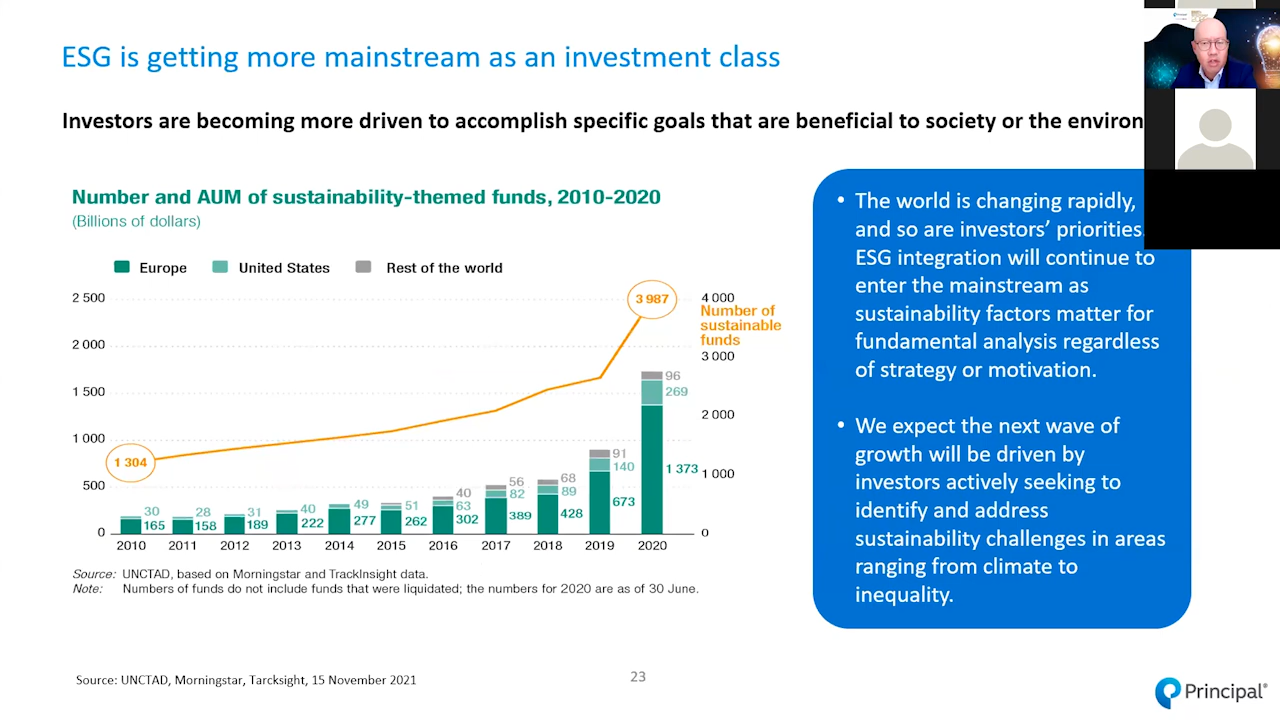 ESG is getting more mainstream as an investment class
Investors are becoming more driven to accomplish specific goals that are beneficial to society or the environ
Number and AUM of sustainability-themed funds, 2010-2020
(Billions of dollars)
Europe United States Rest of the world
2 500
2 000
1 500
1 000
500
0
4 000
Number of
sustainable
funds
3 000
2 000
1 000
0
1 304
3 987
30
165
28
158
31
189
40
222
49
277
51
262
40
63
302
56
82
389
68
89
428
91
140
673
96
269
1 373
2010 2011 2012 2013 2014 2015 2016 2017 2018 2019 2020
Source: UNCTAD, based on Morningstar and TrackInsight data.
Note: Numbers of funds do not include funds that were liquidated; the numbers for 2020 are as of 30 June.
• The world is changing rapidly,
and so are investors' priorities.
ESG integration will continue to
enter the mainstream as
sustainability factors matter for
fundamental analysis regardless
of strategy or motivation.
• We expect the next wave of
growth will be driven by
investors actively seeking to
identify and address
sustainability challenges in areas
ranging from climate to
inequality.
Source: UNCTAD, Morningstar, Tarcksight, 15 November 2021
23
Principal®